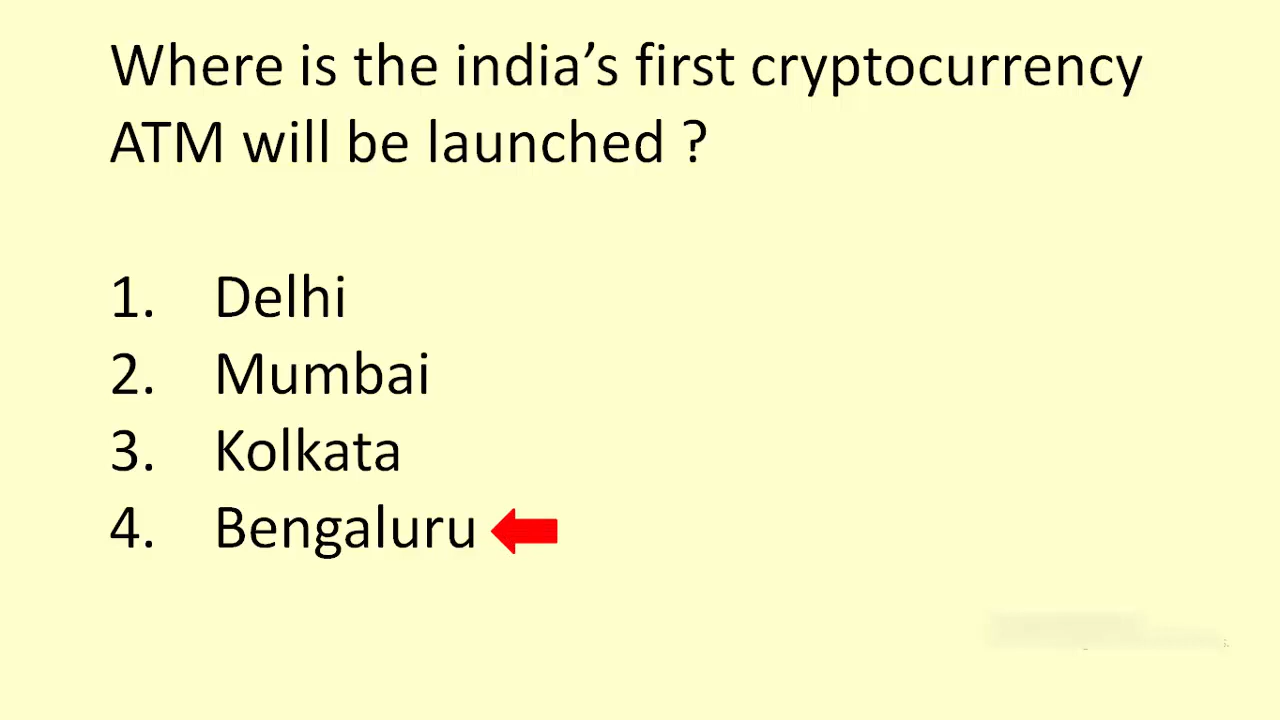 Where is the india’s first cryptocurrency
ATM will be launched ?
1. Delhi
2. Mumbai
3. Kolkata
4. Bengaluru